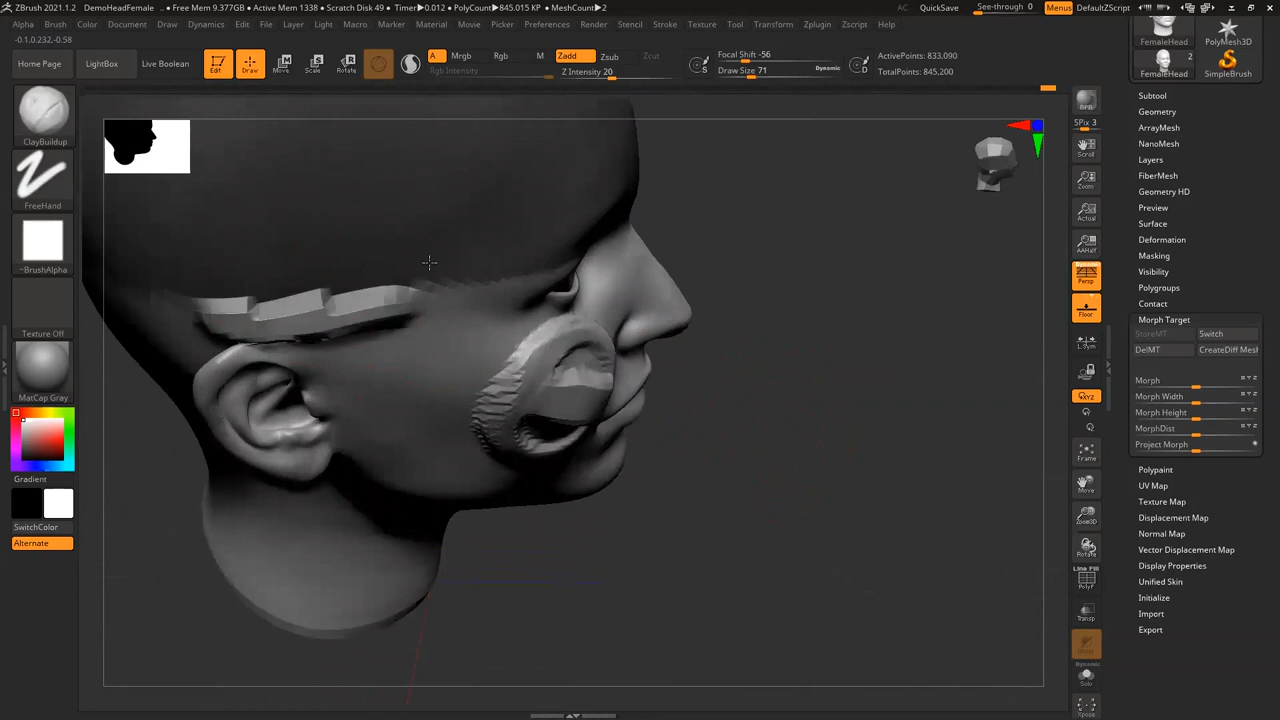 ZBrush 2021.1.2 DemoHeadFemale .. • Free Mem 9.377GB • Active Mem 1338 • Scratch Disk 49 • Timer▶0.012 • PolyCount▶845.015 KP • MeshCount▶2
AC QuickSave See-through 0 Menus DefaultZScript
Alpha Brush Color Document Draw Dynamics Edit File Layer Light Macro Marker Material Movie Picker Preferences Render Stencil Stroke Texture Tool Transform Zplugin Zscript Help
-0.1,0.232,-0.58
Home Page LightBox Live Boolean
Edit Draw Move Scale Rotate
A Mrgb Rgb M
Rgb Intensity
Zadd Zsub Zcut
Z Intensity 20
S
Focal Shift -56
Draw Size 71 Dynamic
D
ActivePoints: 833,090
TotalPoints: 845,200
ClayBuildup
FreeHand
~BrushAlpha
Texture Off
MatCap Gray
Gradient
SwitchColor
Alternate
BPR
SPix 3
Scroll
Zoom
Actual
AAHalf
Dynamic
Persp
Floor
L.Sym
XYZ
Frame
Move
Zoom3D
Rotate
Line Fill
PolyF
Transp
Dynamic
Solo
Xpose
FemaleHead PolyMesh3D
2
FemaleHead SimpleBrush
Subtool
Geometry
ArrayMesh
NanoMesh
Layers
FiberMesh
Geometry HD
Preview
Surface
Deformation
Masking
Visibility
Polygroups
Contact
Morph Target
StoreMT Switch
DelMT CreateDiff Mesh
Morph
Morph Width
Morph Height
MorphDist
Project Morph
Polypaint
UV Map
Texture Map
Displacement Map
Normal Map
Vector Displacement Map
Display Properties
Unified Skin
Initialize
Import
Export